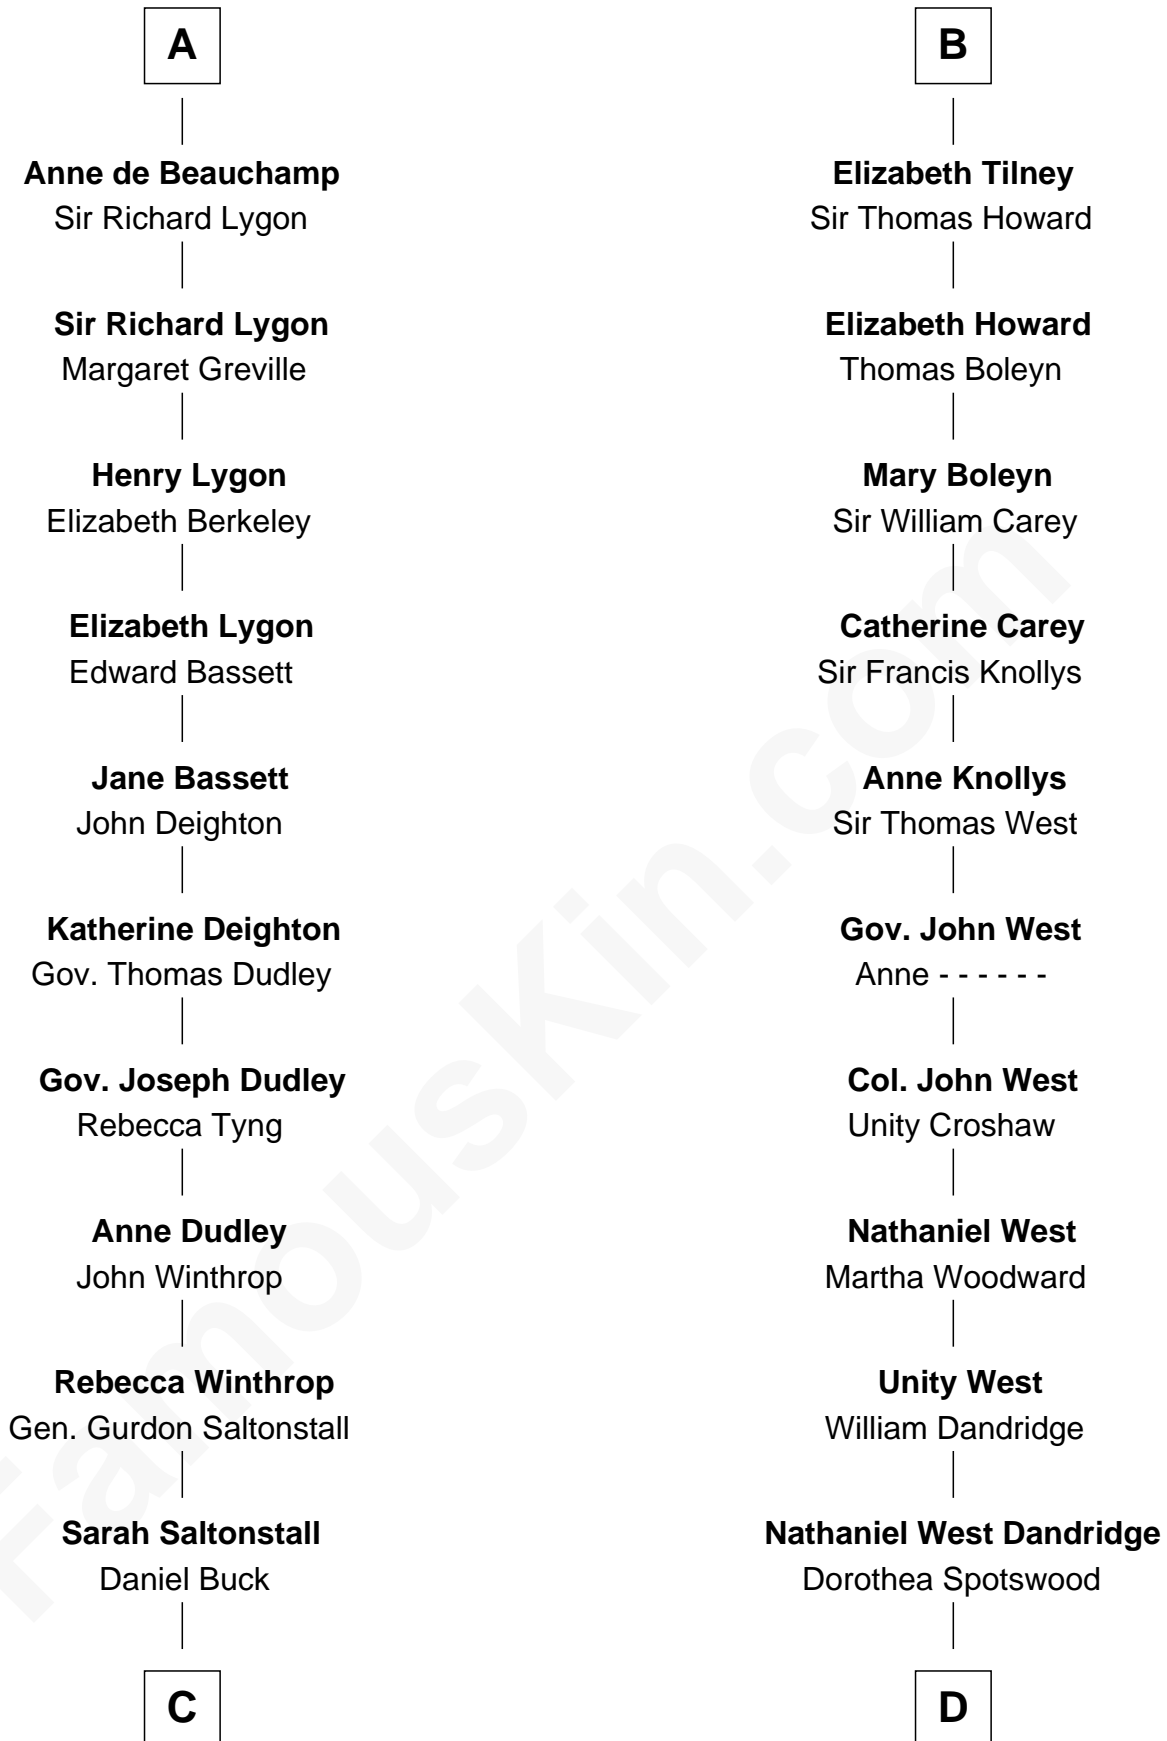 A
Anne de Beauchamp
Sir Richard Lygon
Sir Richard Lygon
Margaret Greville
Henry Lygon
Elizabeth Berkeley
Elizabeth Lygon
Edward Bassett
Jane Bassett
John Deighton
Katherine Deighton
Gov. Thomas Dudley
Gov. Joseph Dudley
Rebecca Tyng
Anne Dudley
John Winthrop
Rebecca Winthrop
Gen. Gurdon Saltonstall
Sarah Saltonstall
Daniel Buck
C
B
Elizabeth Tilney
Sir Thomas Howard
Elizabeth Howard
Thomas Boleyn
Mary Boleyn
Sir William Carey
Catherine Carey
Sir Francis Knollys
Anne Knollys
Sir Thomas West
Gov. John West
Anne - - - - - -
Col. John West
Unity Croshaw
Nathaniel West
Martha Woodward
Unity West
William Dandridge
Nathaniel West Dandridge
Dorothea Spotswood
D
FamousKin.com